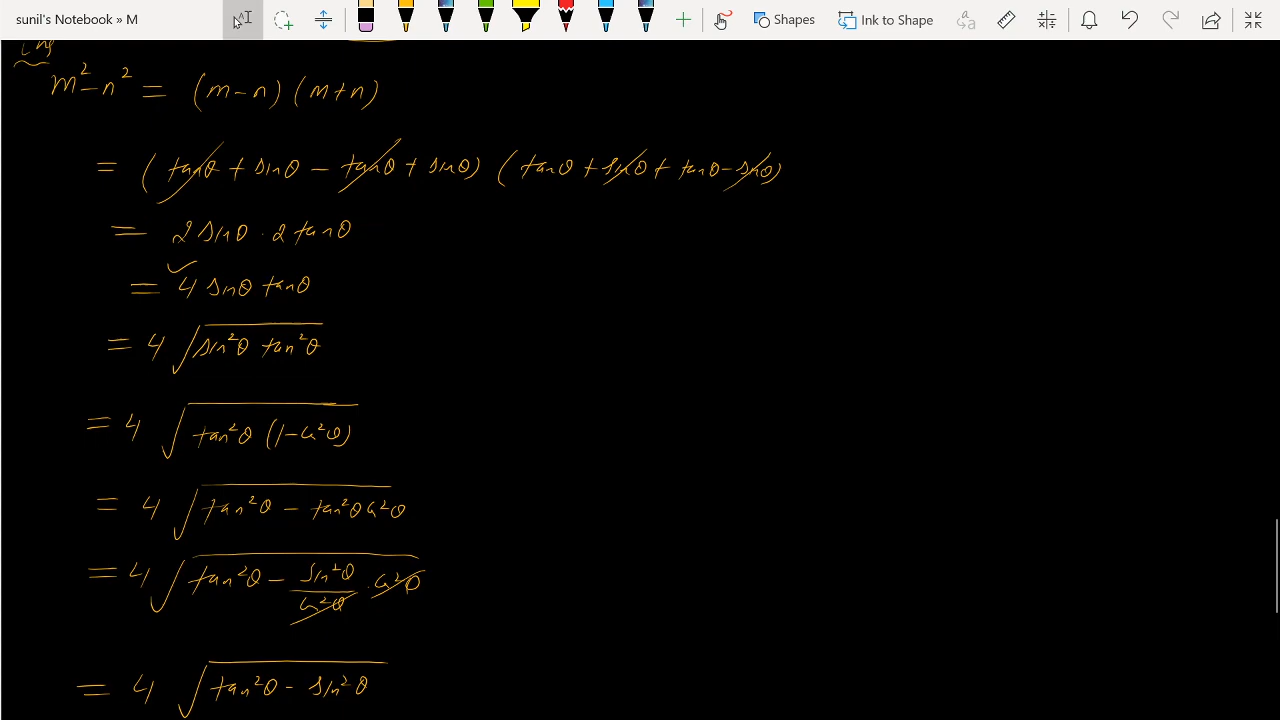 sunil's Notebook » M
Shapes
Ink to Shape
m² - n² = (m - n) (m + n)
= (tanθ + sinθ - tanθ + sinθ) (tanθ + sinθ + tanθ - sinθ)
= 2 sinθ . 2 tanθ
= 4 sinθ tanθ
= 4 √(sin²θ tan²θ)
= 4 √(tan²θ (1 - cos²θ))
= 4 √(tan²θ - tan²θ cos²θ)
= 4 √(tan²θ - sin²θ/cos²θ . cos²θ)
= 4 √(tan²θ - sin²θ)